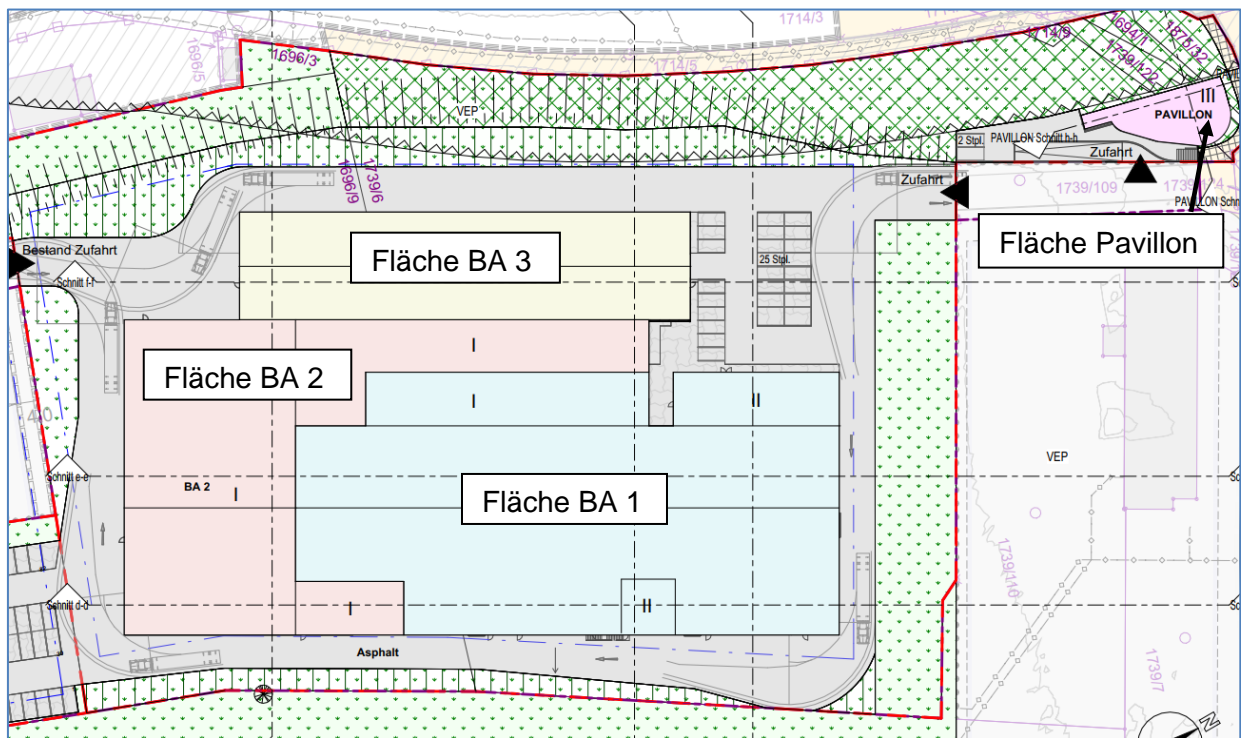 1714/3
1696/5
1696/3
1714/5
1714/9
1694/1
1876/32
1739/122
VEP
III
PAVILLON
2 Stpl.
PAVILLON Schnitt h-h
Zufahrt
1696/9
1739/6
Zufahrt
1739/109
PAVILLON Schn
Fläche Pavillon
Bestand Zufahrt
Schnitt f-f
Fläche BA 3
25 Stpl.
I
Fläche BA 2
I
II
Schnitt e-e
BA 2
I
Fläche BA 1
VEP
1739/110
Schnitt d-d
I
II
Asphalt
1739/7
N